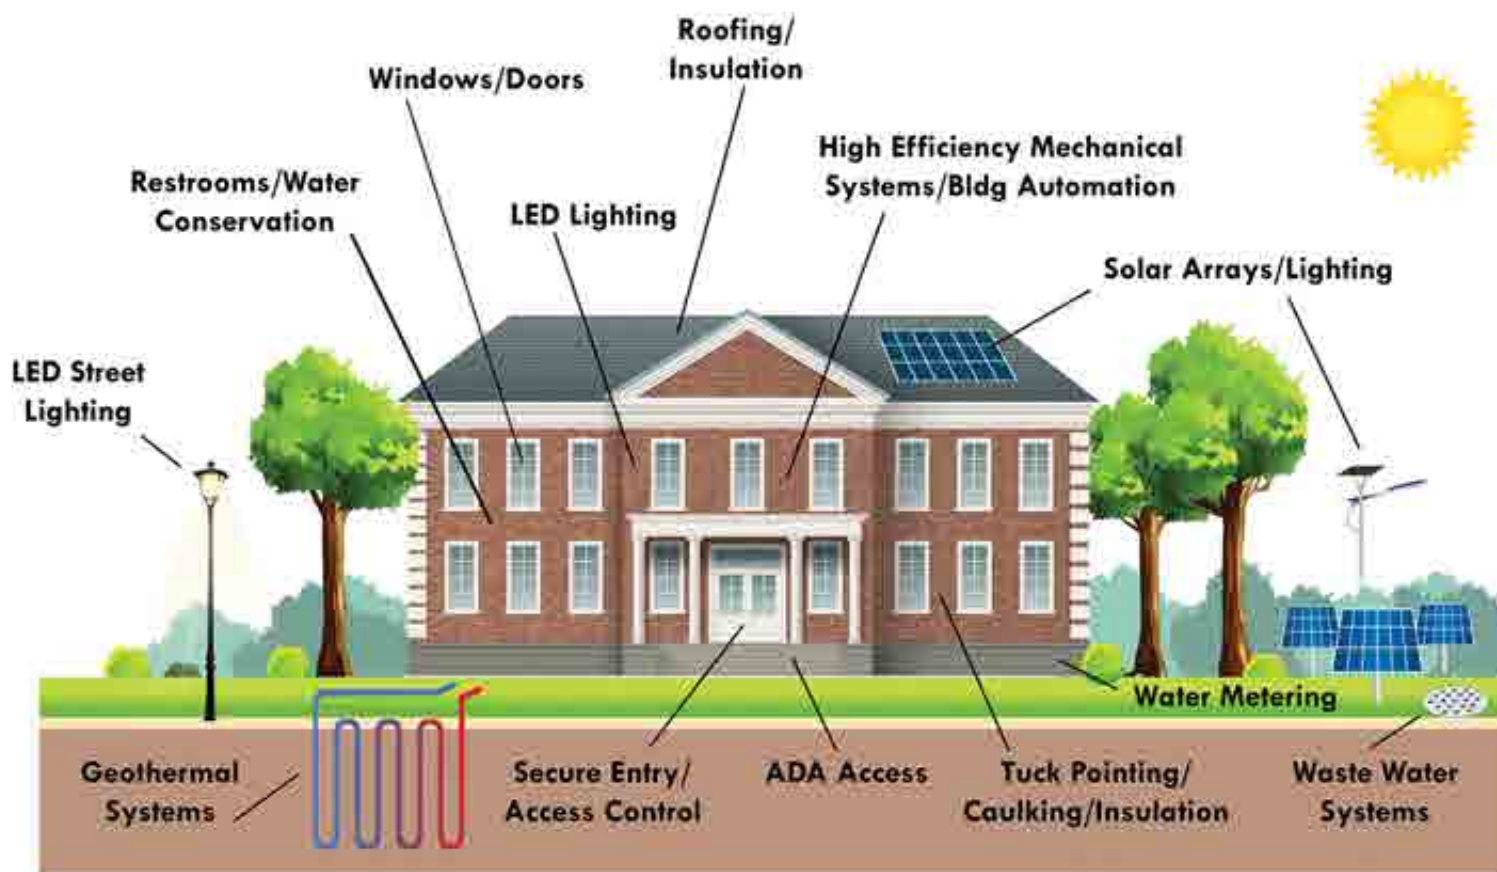 Roofing/
Insulation
Windows/Doors
High Efficiency Mechanical
Systems/Bldg Automation
Restrooms/Water
Conservation
LED Lighting
Solar Arrays/Lighting
LED Street
Lighting
Water Metering
Geothermal
Systems
Secure Entry/
Access Control
ADA Access
Tuck Pointing/
Caulking/Insulation
Waste Water
Systems